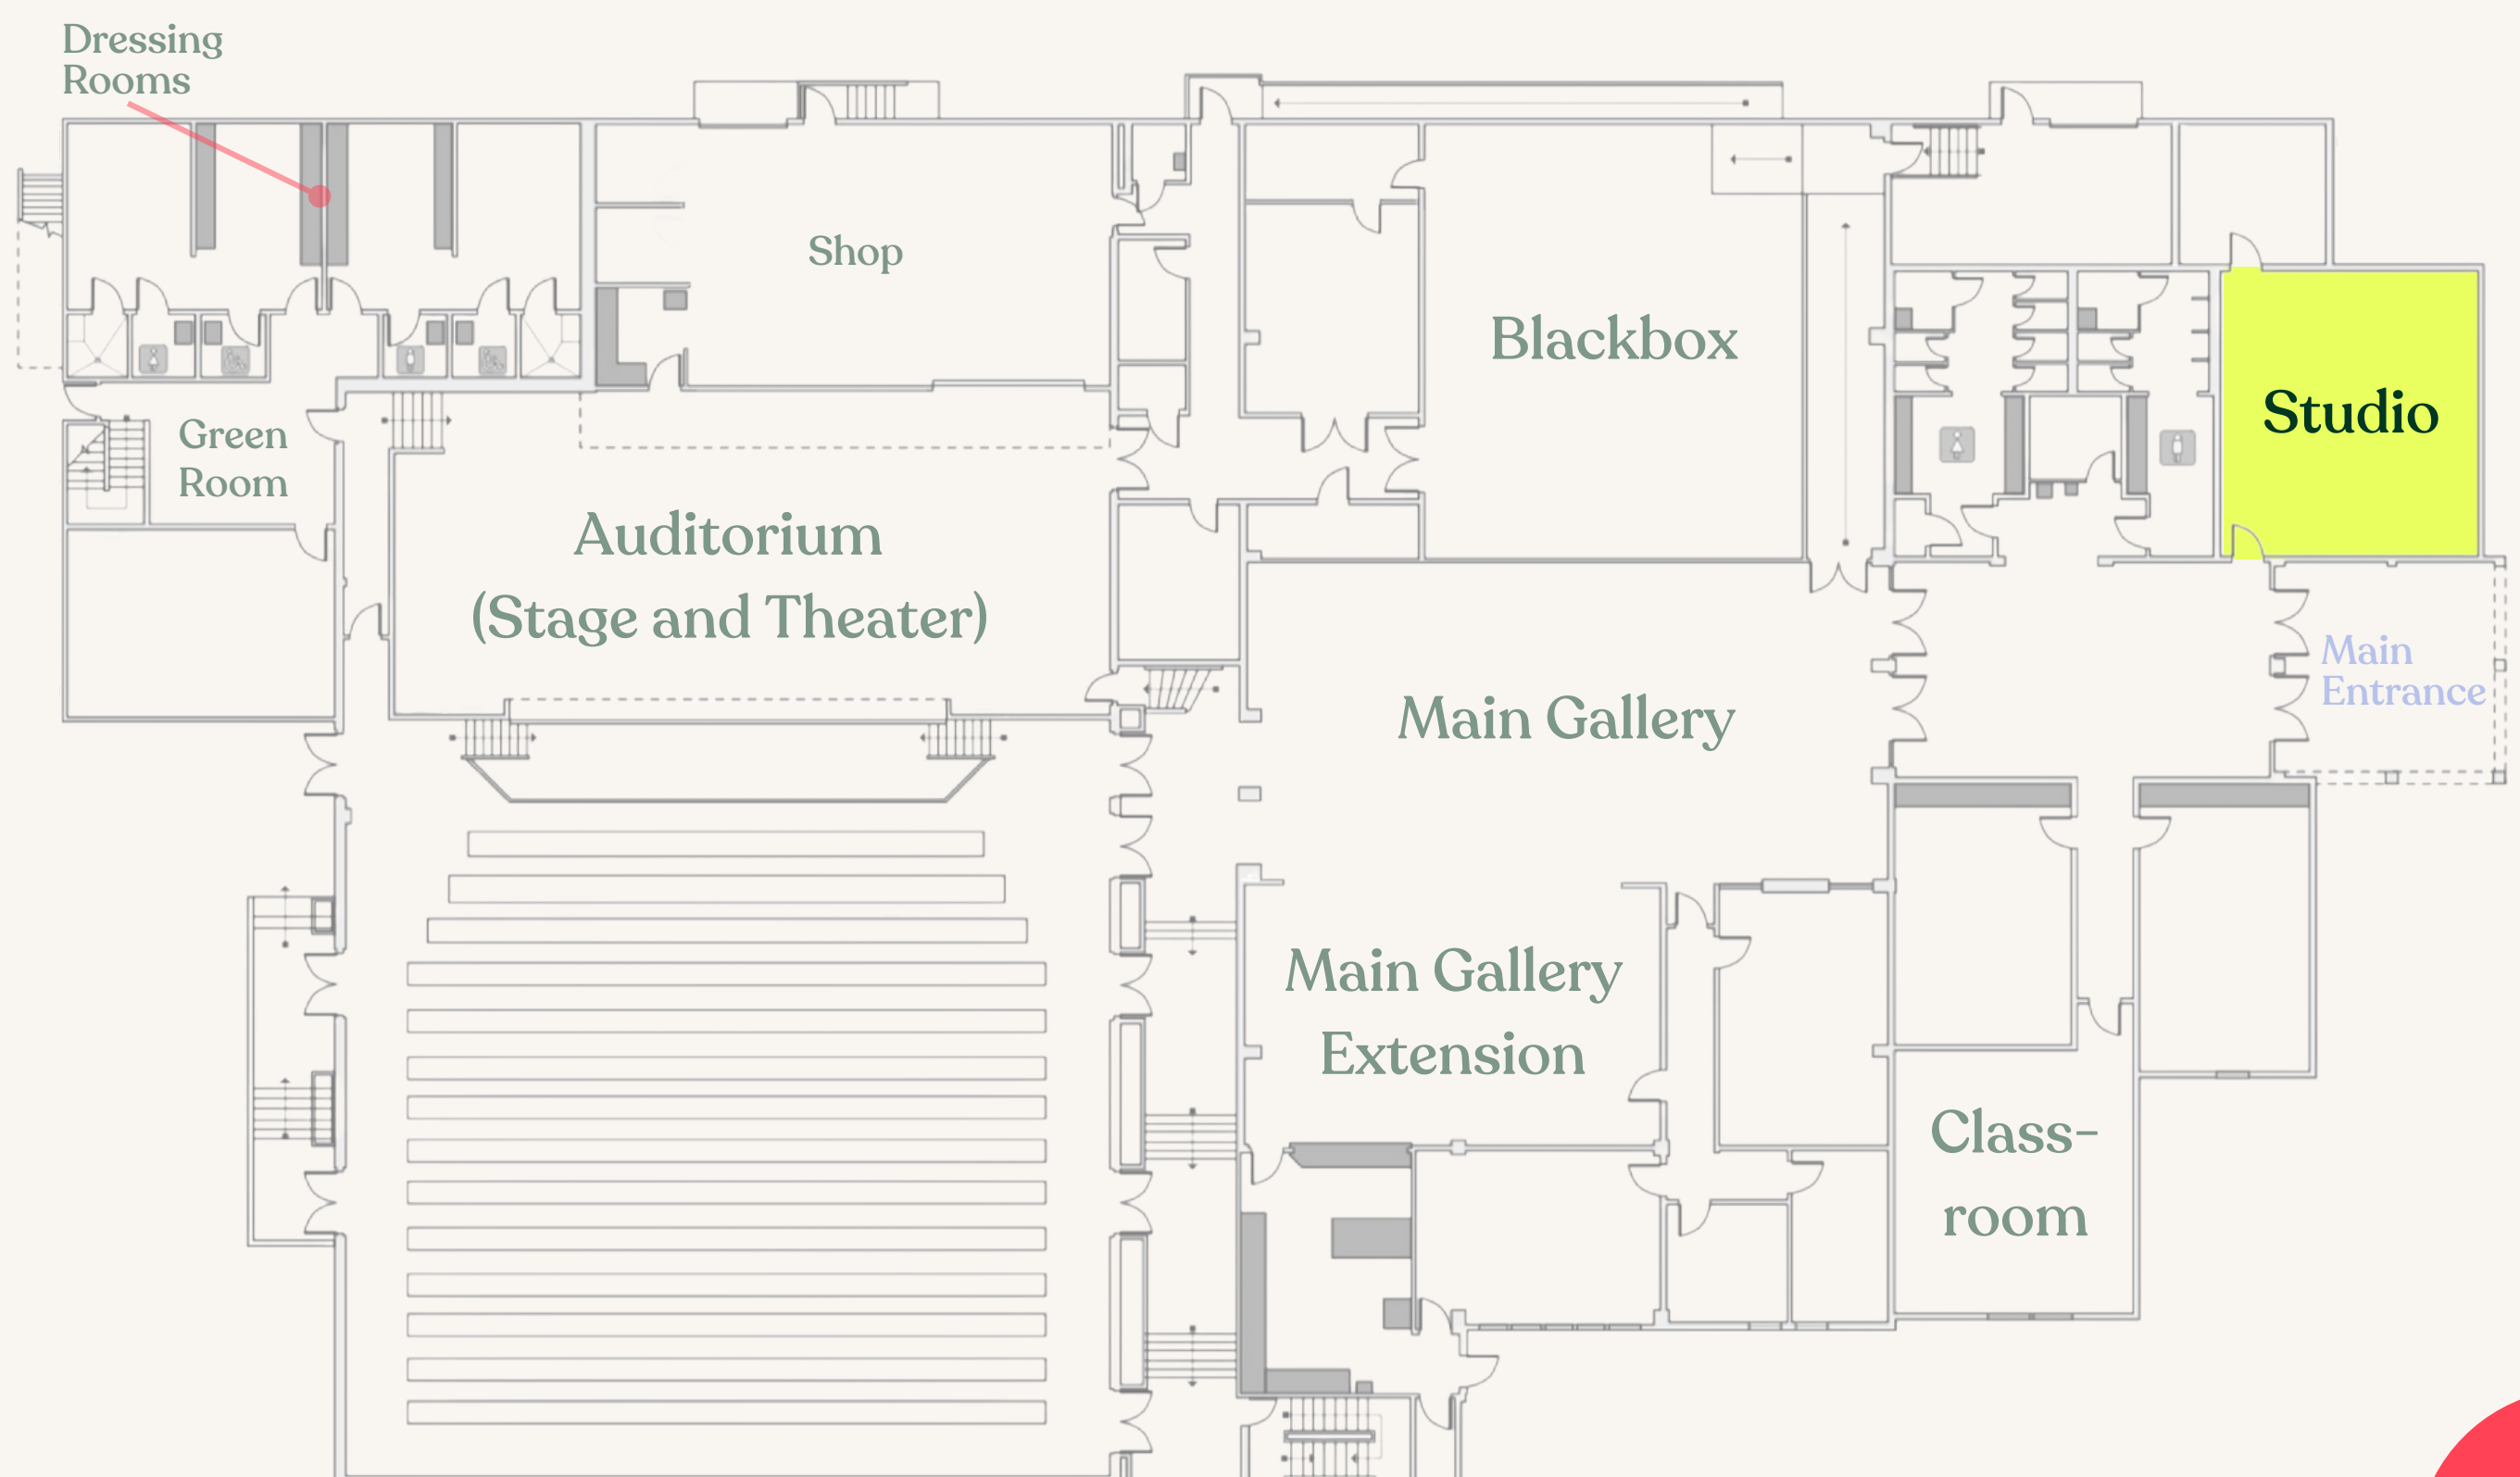 Dressing
Rooms
Shop
Blackbox
Studio
Green
Room
Auditorium
(Stage and Theater)
Main
Entrance
Main Gallery
Main Gallery
Extension
Class-
room